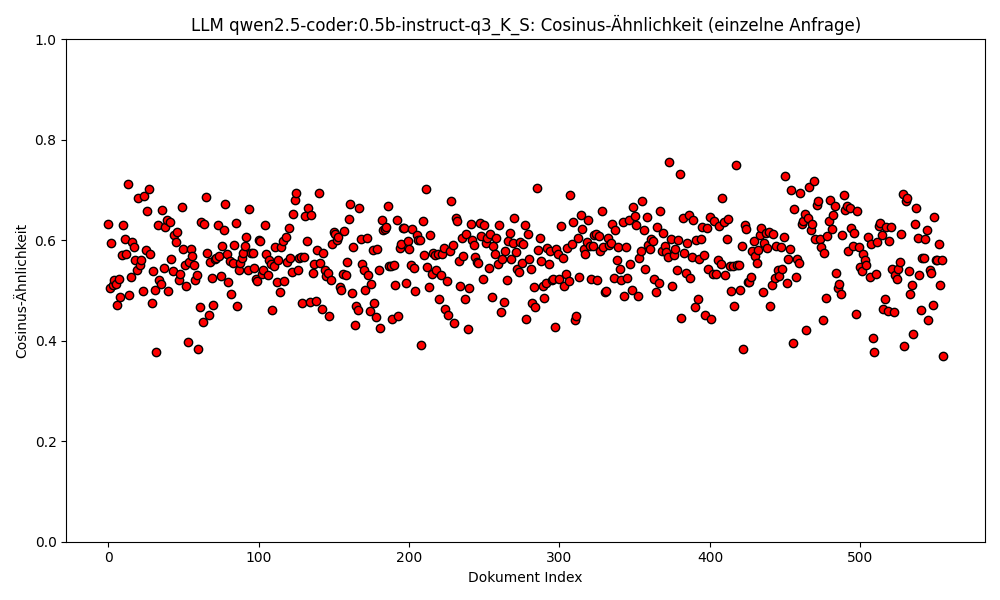 LLM qwen2.5-coder:0.5b-instruct-q3_K_S: Cosinus-Ähnlichkeit (einzelne Anfrage)
1.0
0.8
0.6
0.4
0.2
0.0
Cosinus-Ähnlichkeit
0 100 200 300 400 500
Dokument Index